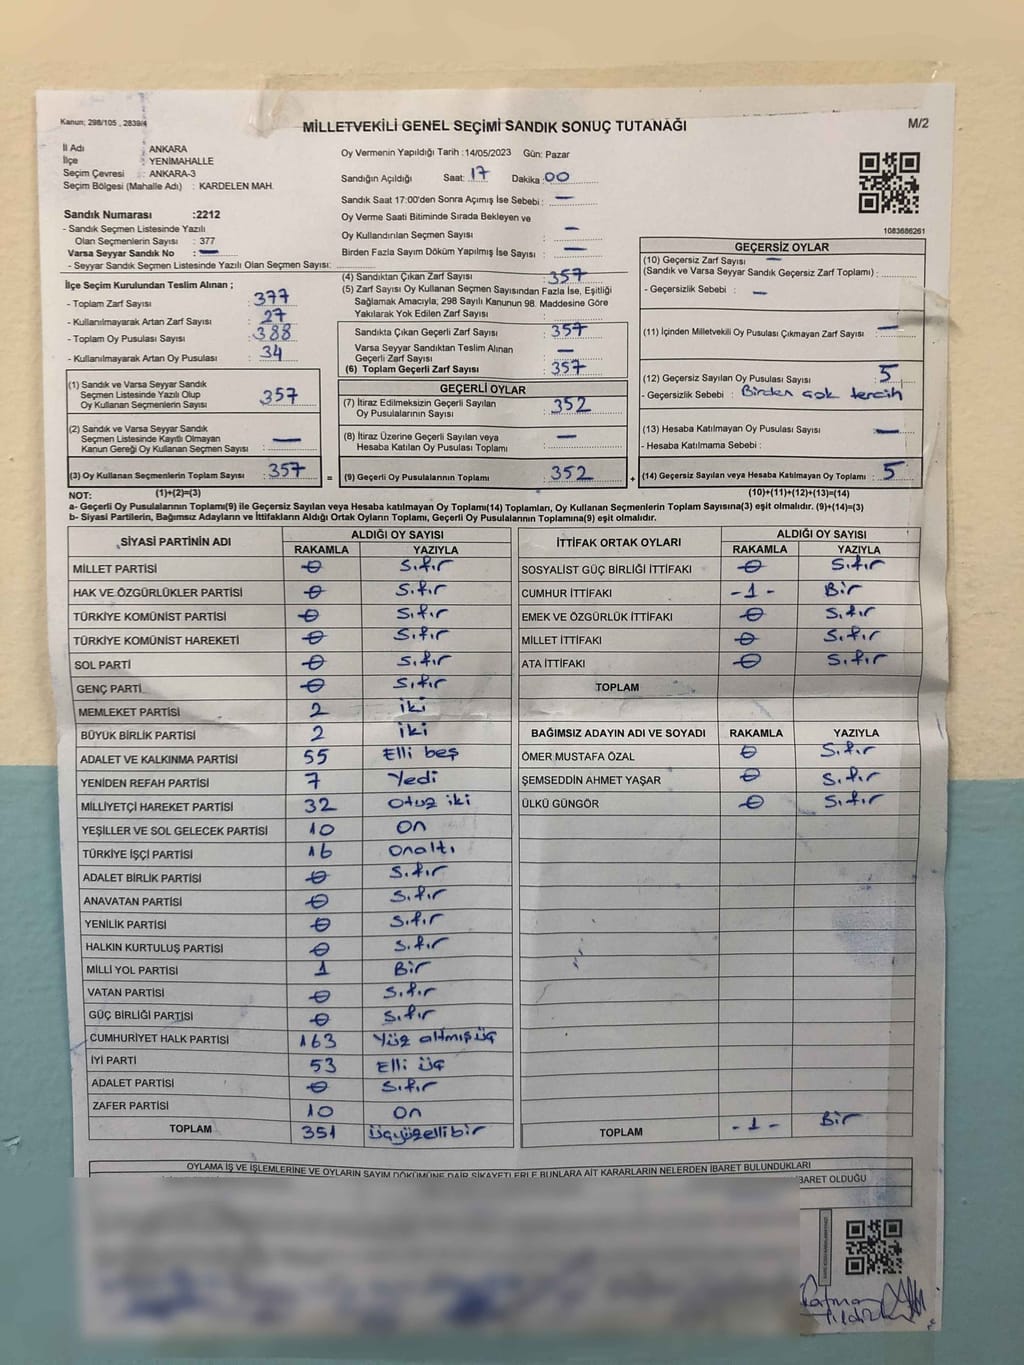 Kanun: 298/105 , 2839/4
MİLLETVEKİLİ GENEL SEÇİMİ SANDIK SONUÇ TUTANAĞI
M/2
İl Adı : ANKARA
İlçe : YENİMAHALLE
Seçim Çevresi : ANKARA-3
Seçim Bölgesi (Mahalle Adı) : KARDELEN MAH.
Oy Vermenin Yapıldığı Tarih :14/05/2023 Gün: Pazar
Sandığın Açıldığı Saat: 17 Dakika: 00
Sandık Saat 17:00'den Sonra Açımış İse Sebebi : —
Oy Verme Saati Bitiminde Sırada Bekleyen ve
Oy Kullandırılan Seçmen Sayısı : —
Birden Fazla Sayım Döküm Yapılmış İse Sayısı : —
1083686261
Sandık Numarası :2212
- Sandık Seçmen Listesinde Yazılı
Olan Seçmenlerin Sayısı : 377
Varsa Seyyar Sandık No : —
- Seyyar Sandık Seçmen Listesinde Yazılı Olan Seçmen Sayısı:
İlçe Seçim Kurulundan Teslim Alınan ;
- Toplam Zarf Sayısı : 377
- Kullanılmayarak Artan Zarf Sayısı : 27
- Toplam Oy Pusulası Sayısı : 388
- Kullanılmayarak Artan Oy Pusulası : 34
(1) Sandık ve Varsa Seyyar Sandık
Seçmen Listesinde Yazılı Olup
Oy Kullanan Seçmenlerin Sayısı : 357
(2) Sandık ve Varsa Seyyar Sandık
Seçmen Listesinde Kayıtlı Olmayan
Kanun Gereği Oy Kullanan Seçmen Sayısı : —
(3) Oy Kullanan Seçmenlerin Toplam Sayısı : 357 =
(4) Sandıktan Çıkan Zarf Sayısı : 357
(5) Zarf Sayısı Oy Kullanan Seçmen Sayısından Fazla İse, Eşitliği
Sağlamak Amacıyla; 298 Sayılı Kanunun 98. Maddesine Göre
Yakılarak Yok Edilen Zarf Sayısı :
Sandıkta Çıkan Geçerli Zarf Sayısı : 357
Varsa Seyyar Sandıktan Teslim Alınan
Geçerli Zarf Sayısı : —
(6) Toplam Geçerli Zarf Sayısı : 357
GEÇERLİ OYLAR
(7) İtiraz Edilmeksizin Geçerli Sayılan
Oy Pusulalarının Sayısı : 352
(8) İtiraz Üzerine Geçerli Sayılan veya
Hesaba Katılan Oy Pusulası Toplamı : —
(9) Geçerli Oy Pusulalarının Toplamı : 352 +
GEÇERSİZ OYLAR
(10) Geçersiz Zarf Sayısı : —
(Sandık ve Varsa Seyyar Sandık Geçersiz Zarf Toplamı) :
- Geçersizlik Sebebi : —
(11) İçinden Milletvekili Oy Pusulası Çıkmayan Zarf Sayısı : —
(12) Geçersiz Sayılan Oy Pusulası Sayısı : 5
- Geçersizlik Sebebi : Birden çok tercih
(13) Hesaba Katılmayan Oy Pusulası Sayısı : —
- Hesaba Katılmama Sebebi :
(14) Geçersiz Sayılan veya Hesaba Katılmayan Oy Toplamı : 5
NOT: (1)+(2)=(3) (10)+(11)+(12)+(13)=(14)
a- Geçerli Oy Pusulalarının Toplamı(9) ile Geçersiz Sayılan veya Hesaba Katılmayan Oy Toplamı(14) Toplamları, Oy Kullanan Seçmenlerin Toplam Sayısına(3) eşit olmalıdır. (9)+(14)=(3)
b- Siyasi Partilerin, Bağımsız Adayların ve İttifakların Aldığı Ortak Oyların Toplamı, Geçerli Oy Pusulalarının Toplamına(9) eşit olmalıdır.
SİYASİ PARTİNİN ADI ALDIĞI OY SAYISI
RAKAMLA YAZIYLA
MİLLET PARTİSİ 0 Sıfır
HAK VE ÖZGÜRLÜKLER PARTİSİ 0 Sıfır
TÜRKİYE KOMÜNİST PARTİSİ 0 Sıfır
TÜRKİYE KOMÜNİST HAREKETİ 0 Sıfır
SOL PARTİ 0 Sıfır
GENÇ PARTİ 0 Sıfır
MEMLEKET PARTİSİ 2 iki
BÜYÜK BİRLİK PARTİSİ 2 iki
ADALET VE KALKINMA PARTİSİ 55 Elli beş
YENİDEN REFAH PARTİSİ 7 Yedi
MİLLİYETÇİ HAREKET PARTİSİ 32 Otuz iki
YEŞİLLER VE SOL GELECEK PARTİSİ 10 On
TÜRKİYE İŞÇİ PARTİSİ 16 Onaltı
ADALET BİRLİK PARTİSİ 0 Sıfır
ANAVATAN PARTİSİ 0 Sıfır
YENİLİK PARTİSİ 0 Sıfır
HALKIN KURTULUŞ PARTİSİ 0 Sıfır
MİLLİ YOL PARTİSİ 1 Bir
VATAN PARTİSİ 0 Sıfır
GÜÇ BİRLİĞİ PARTİSİ 0 Sıfır
CUMHURİYET HALK PARTİSİ 163 Yüz altmışüç
İYİ PARTİ 53 Elli üç
ADALET PARTİSİ 0 Sıfır
ZAFER PARTİSİ 10 On
TOPLAM 351 üçyüzellibir
İTTİFAK ORTAK OYLARI ALDIĞI OY SAYISI
RAKAMLA YAZIYLA
SOSYALİST GÜÇ BİRLİĞİ İTTİFAKI 0 Sıfır
CUMHUR İTTİFAKI -1- Bir
EMEK VE ÖZGÜRLÜK İTTİFAKI 0 Sıfır
MİLLET İTTİFAKI 0 Sıfır
ATA İTTİFAKI 0 Sıfır
TOPLAM
BAĞIMSIZ ADAYIN ADI VE SOYADI RAKAMLA YAZIYLA
ÖMER MUSTAFA ÖZAL 0 Sıfır
ŞEMSEDDİN AHMET YAŞAR 0 Sıfır
ÜLKÜ GÜNGÖR 0 Sıfır
TOPLAM -1- Bir
OYLAMA İŞ VE İŞLEMLERİNE VE OYLARIN SAYIM DÖKÜMÜNE DAİR ŞİKAYETLERLE BUNLARA AİT KARARLARIN NELERDEN İBARET BULUNDUKLARI
İBARET OLDUĞU